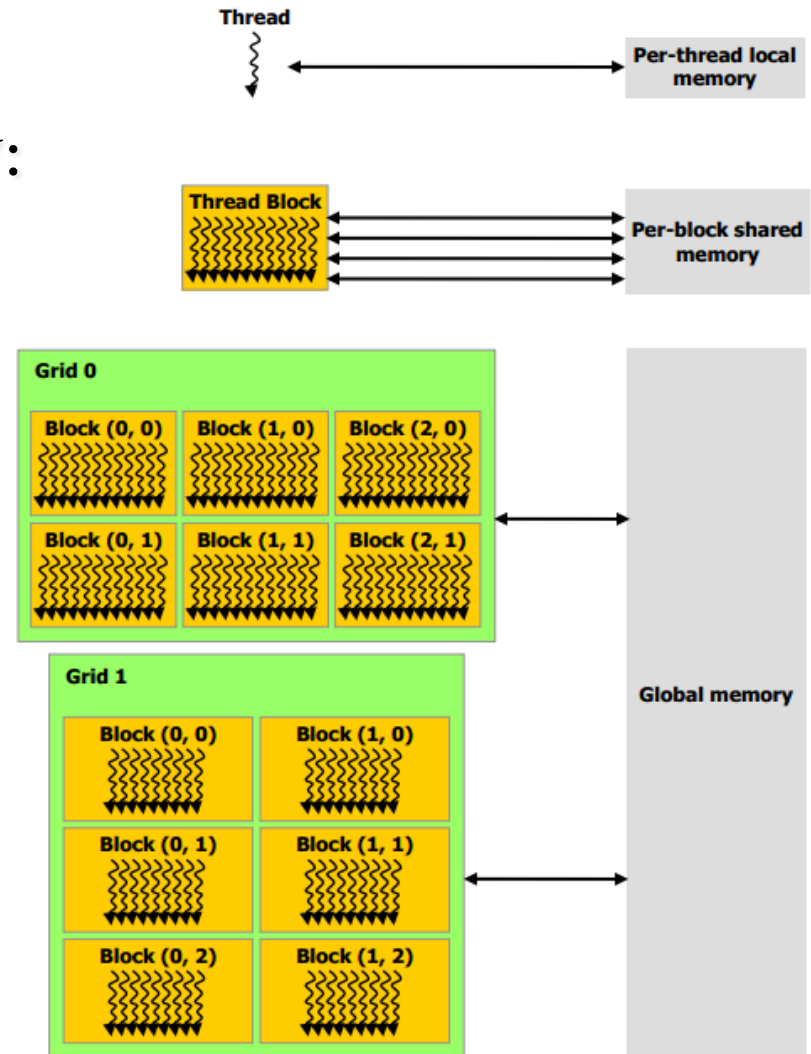 Thread
Per-thread local
memory
:
Thread Block
Per-block shared
memory
Grid 0
Block (0, 0) Block (1, 0) Block (2, 0)
Block (0, 1) Block (1, 1) Block (2, 1)
Grid 1
Global memory
Block (0, 0) Block (1, 0)
Block (0, 1) Block (1, 1)
Block (0, 2) Block (1, 2)